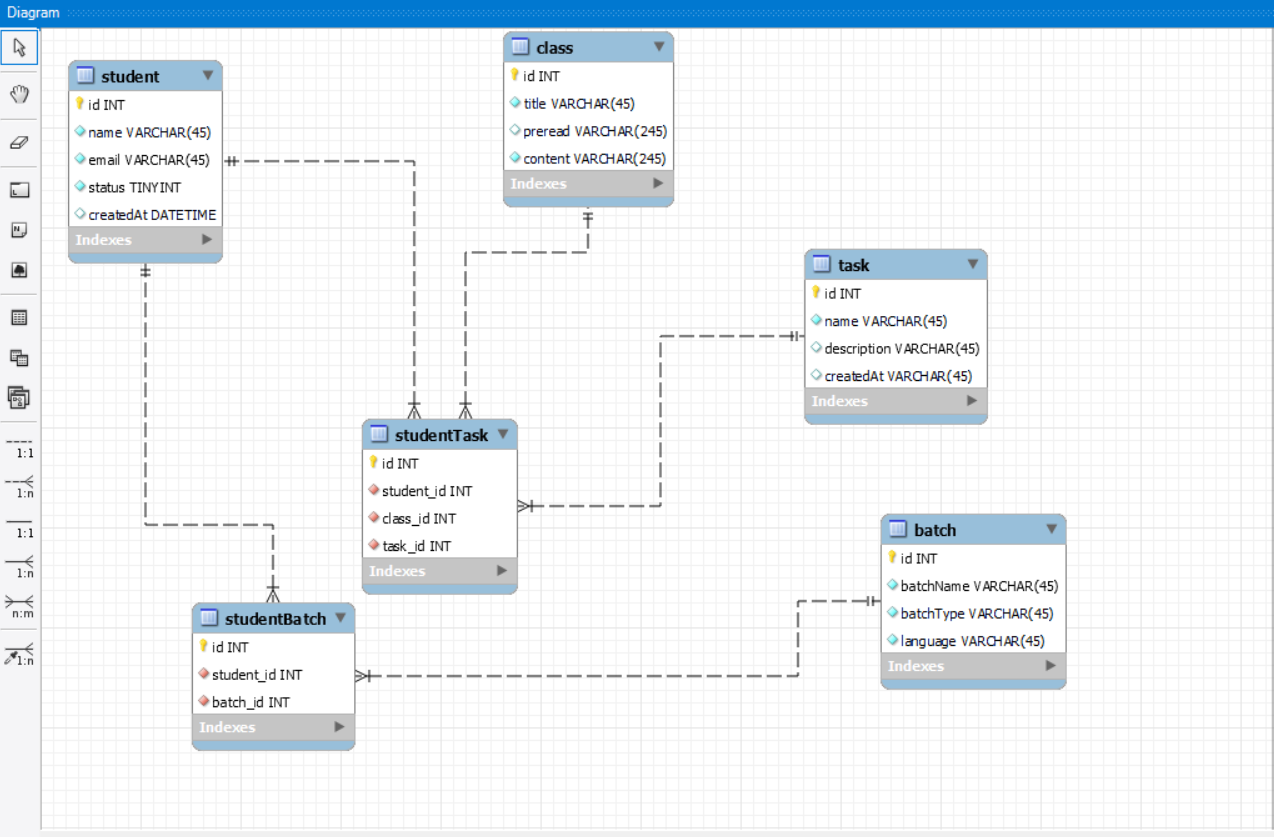 Diagram
student
id INT
name VARCHAR(45)
email VARCHAR(45)
status TINYINT
createdAt DATETIME
Indexes
class
id INT
title VARCHAR(45)
preread VARCHAR(245)
content VARCHAR(245)
Indexes
task
id INT
name VARCHAR(45)
description VARCHAR(45)
createdAt VARCHAR(45)
Indexes
studentTask
id INT
student_id INT
class_id INT
task_id INT
Indexes
batch
id INT
batchName VARCHAR(45)
batchType VARCHAR(45)
language VARCHAR(45)
Indexes
studentBatch
id INT
student_id INT
batch_id INT
Indexes
1:1
1:n
1:1
1:n
n:m
1:n